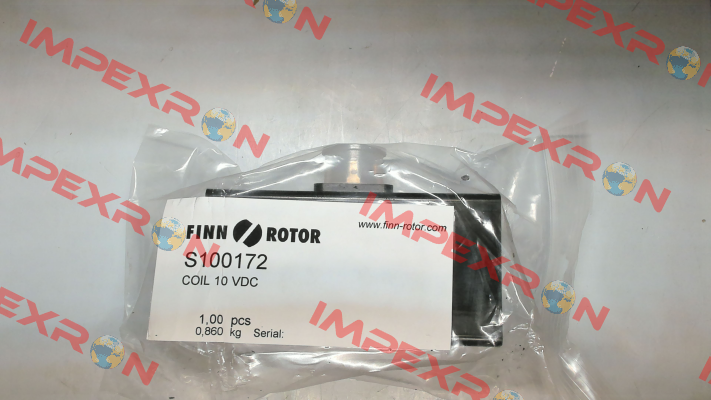 FINN ROTOR
www.finn-rotor.com
S100172
COIL 10 VDC
1,00 pcs
0,860 kg Serial:
IMPEXRON
IMPEXRON
IMPEXRON
IMPEXRON
IMPEXRON
IMPEXRON
IMPEXRON
IMPEXRON